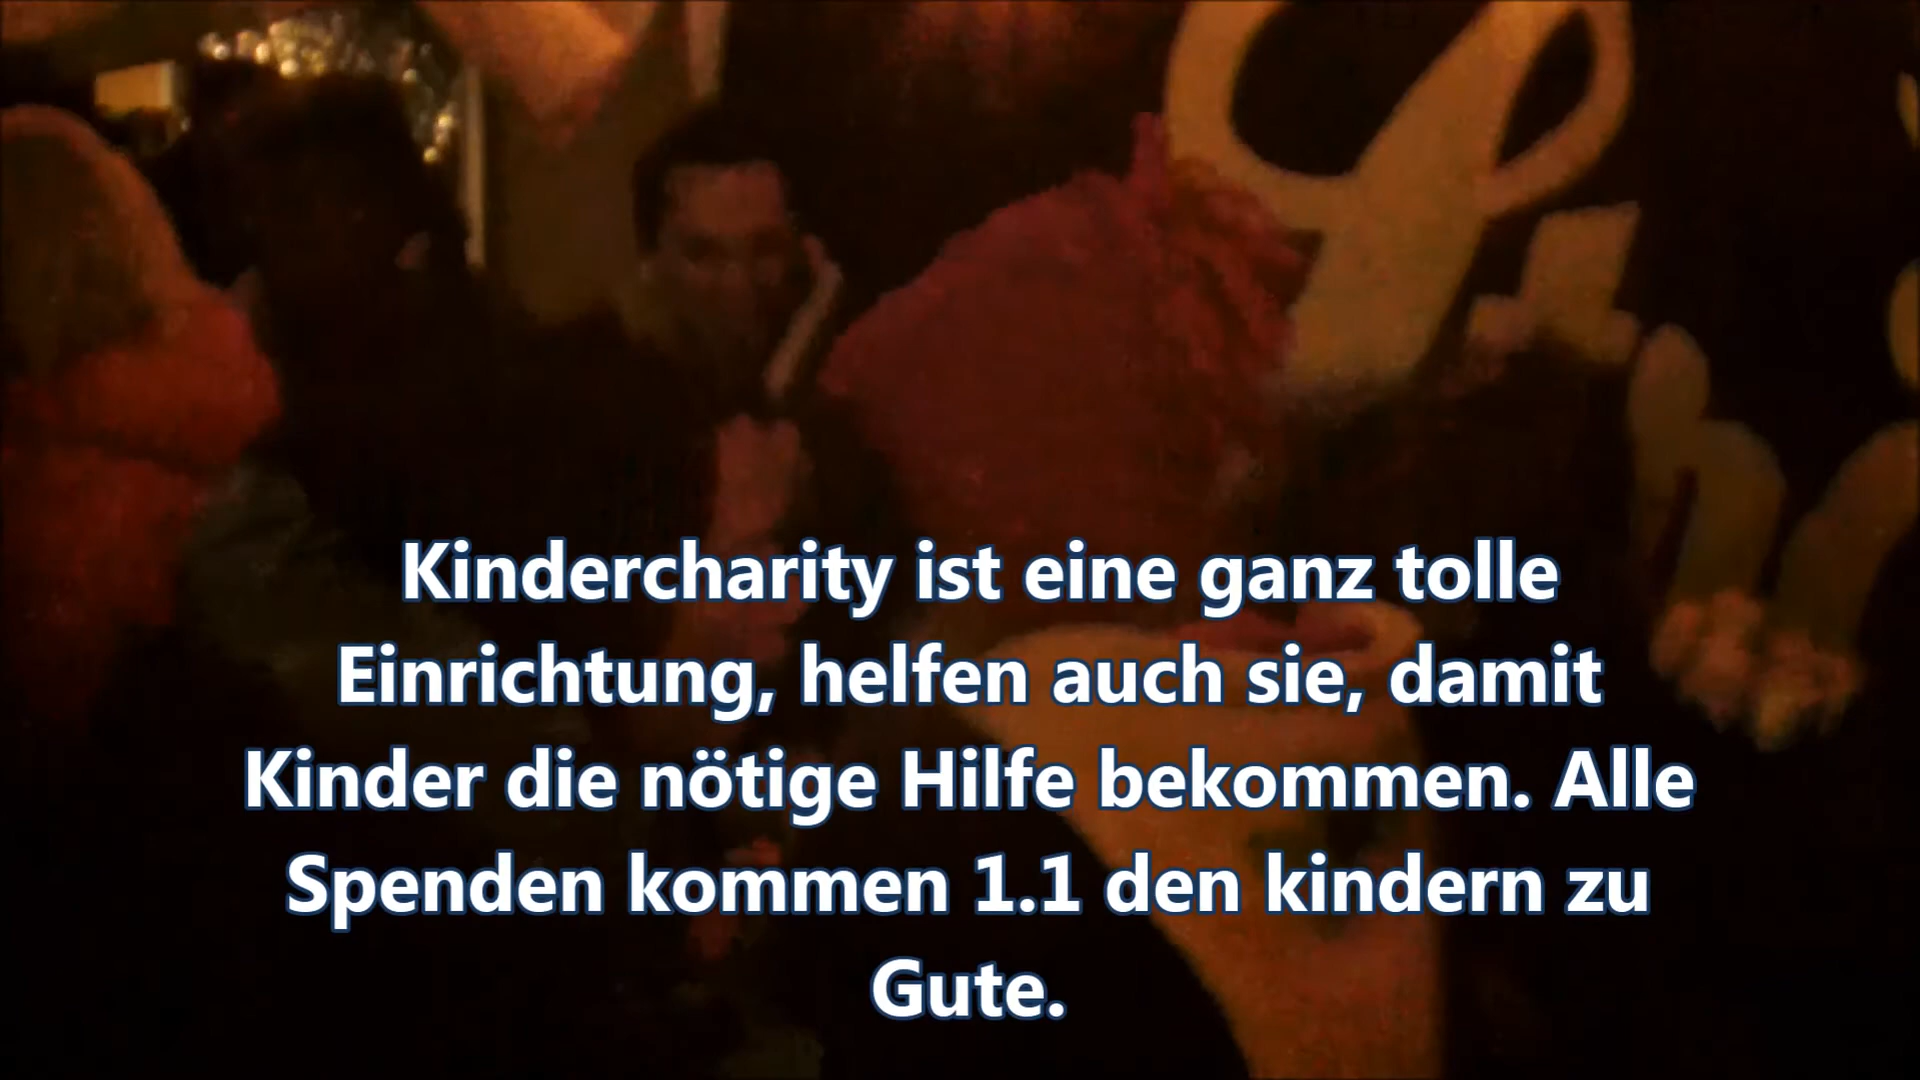 Kindercharity ist eine ganz tolle
Einrichtung, helfen auch sie, damit
Kinder die nötige Hilfe bekommen. Alle
Spenden kommen 1.1 den kindern zu
Gute.